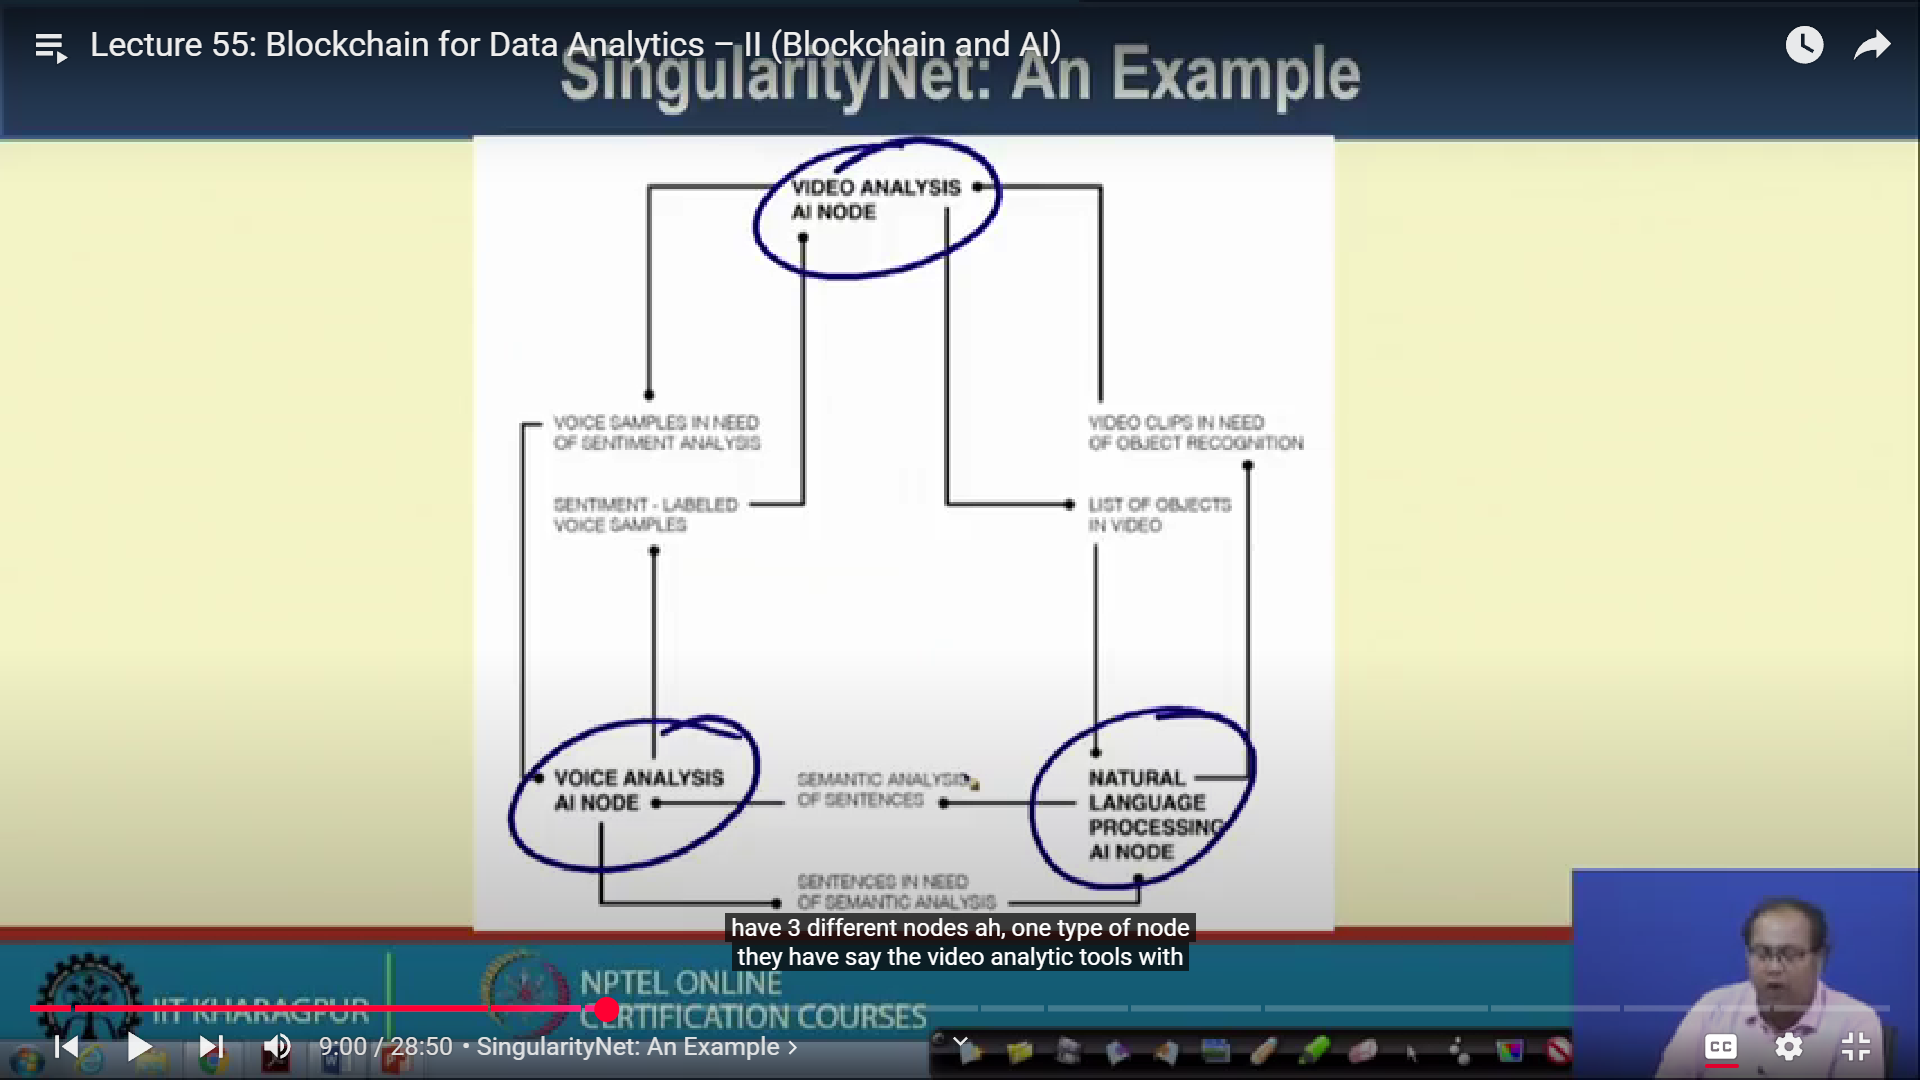 Lecture 55: Blockchain for Data Analytics – II (Blockchain and AI)
SingularityNet: An Example
VIDEO ANALYSIS
AI NODE
VOICE SAMPLES IN NEED
OF SENTIMENT ANALYSIS
VIDEO CLIPS IN NEED
OF OBJECT RECOGNITION
SENTIMENT - LABELED
VOICE SAMPLES
LIST OF OBJECTS
IN VIDEO
VOICE ANALYSIS
AI NODE
SEMANTIC ANALYSIS
OF SENTENCES
NATURAL
LANGUAGE
PROCESSING
AI NODE
SENTENCES IN NEED
OF SEMANTIC ANALYSIS
have 3 different nodes ah, one type of node
they have say the video analytic tools with
IIT KHARAGPUR
NPTEL ONLINE
CERTIFICATION COURSES
9:00 / 28:50 • SingularityNet: An Example
CC